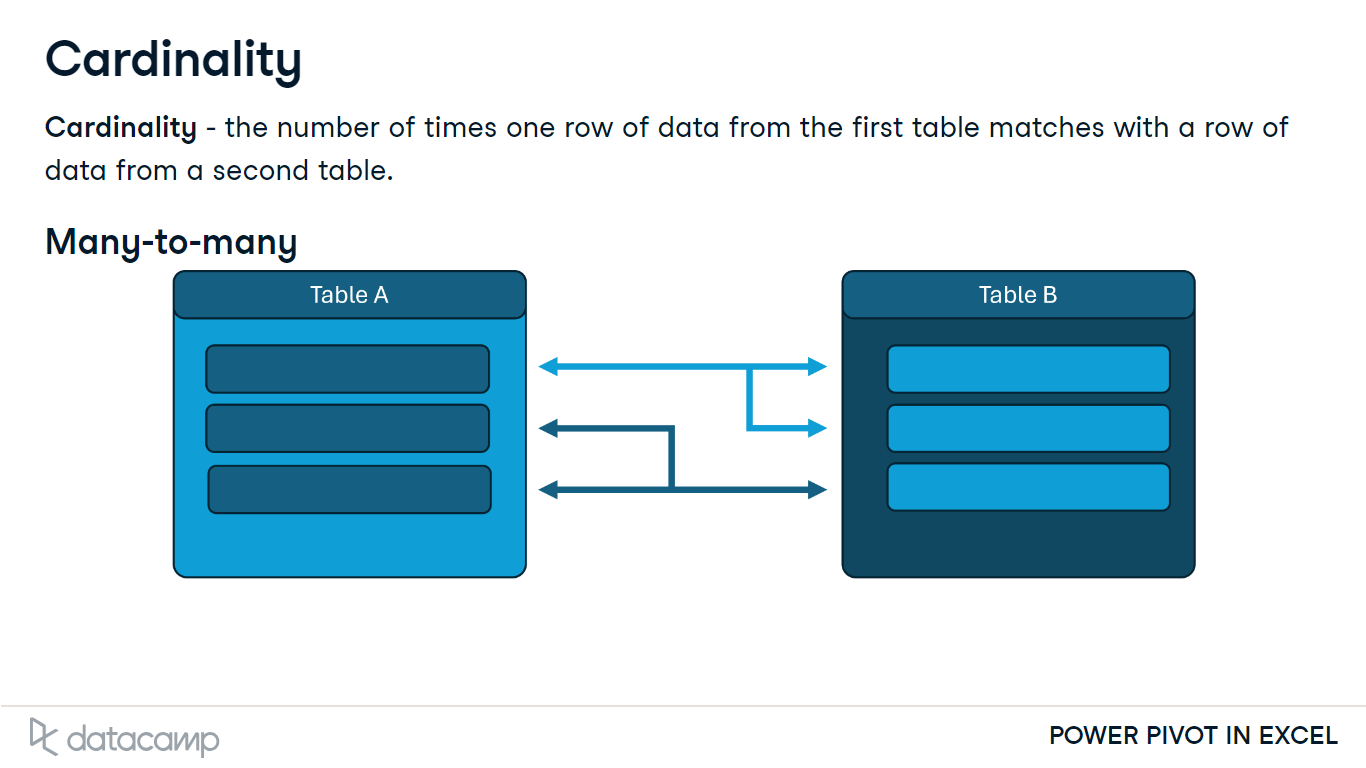 Cardinality
Cardinality - the number of times one row of data from the first table matches with a row of
data from a second table.
Many-to-many
Table A
Table B
datacamp
POWER PIVOT IN EXCEL